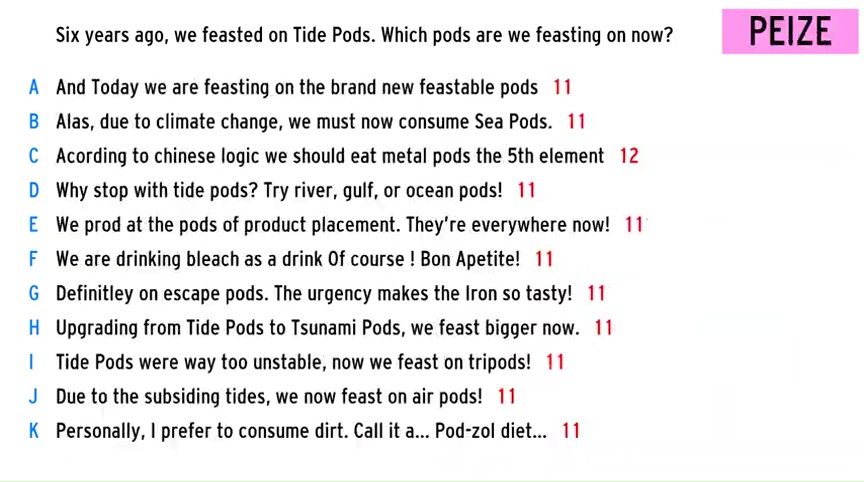 Six years ago, we feasted on Tide Pods. Which pods are we feasting on now?
PEIZE
A And Today we are feasting on the brand new feastable pods 11
B Alas, due to climate change, we must now consume Sea Pods. 11
C Acording to chinese logic we should eat metal pods the 5th element 12
D Why stop with tide pods? Try river, gulf, or ocean pods! 11
E We prod at the pods of product placement. They're everywhere now! 11
F We are drinking bleach as a drink Of course ! Bon Apetite! 11
G Definitley on escape pods. The urgency makes the Iron so tasty! 11
H Upgrading from Tide Pods to Tsunami Pods, we feast bigger now. 11
I Tide Pods were way too unstable, now we feast on tripods! 11
J Due to the subsiding tides, we now feast on air pods! 11
K Personally, I prefer to consume dirt. Call it a... Pod-zol diet... 11